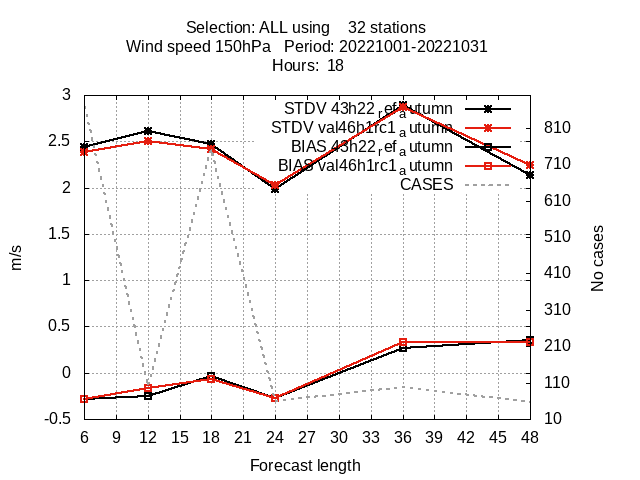 Selection: ALL using 32 stations
Wind speed 150hPa Period: 20221001-20221031
Hours: 18
STDV 43h22_ref_autumn
STDV val46h1rc1_autumn
BIAS 43h22_ref_autumn
BIAS val46h1rc1_autumn
CASES
3
2.5
2
1.5
1
0.5
0
-0.5
m/s
810
710
610
510
410
310
210
110
10
No cases
6 9 12 15 18 21 24 27 30 33 36 39 42 45 48
Forecast length